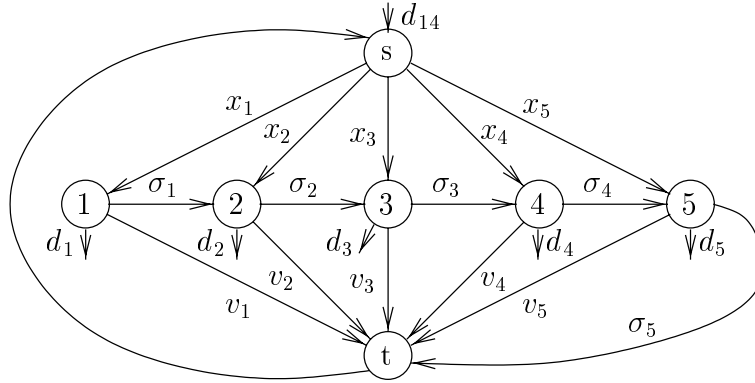 d₁₄
s
x₁ x₂ x₃ x₄ x₅
1 σ₁ 2 σ₂ 3 σ₃ 4 σ₄ 5
d₁ d₂ d₃ d₄ d₅
v₁ v₂ v₃ v₄ v₅
σ₅
t